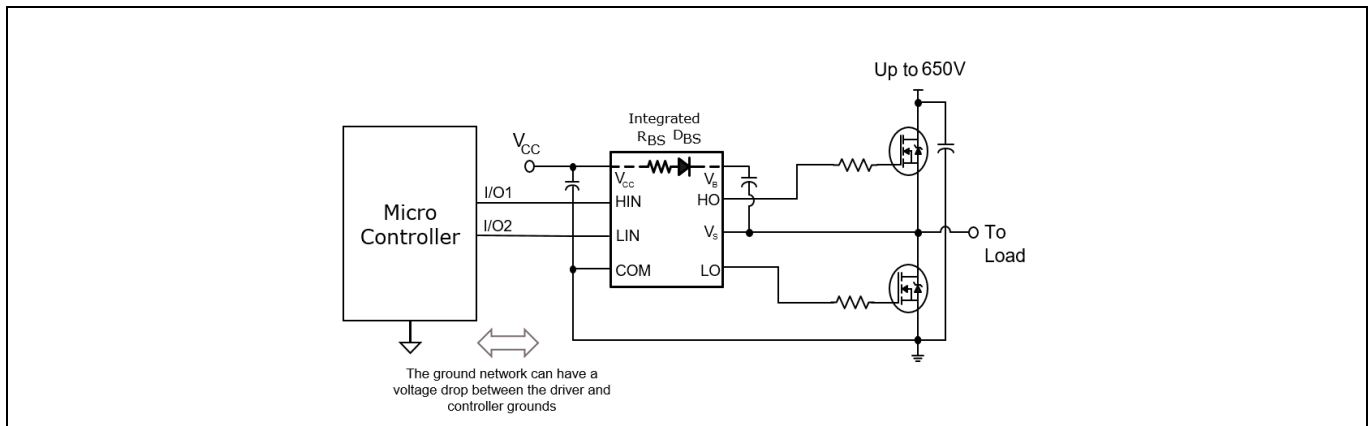 Up to 650V
Integrated
RBS DBS
VCC
VCC
VB
I/O1
HIN
HO
Micro
Controller
I/O2
LIN
VS
To
Load
COM
LO
The ground network can have a
voltage drop between the driver and
controller grounds